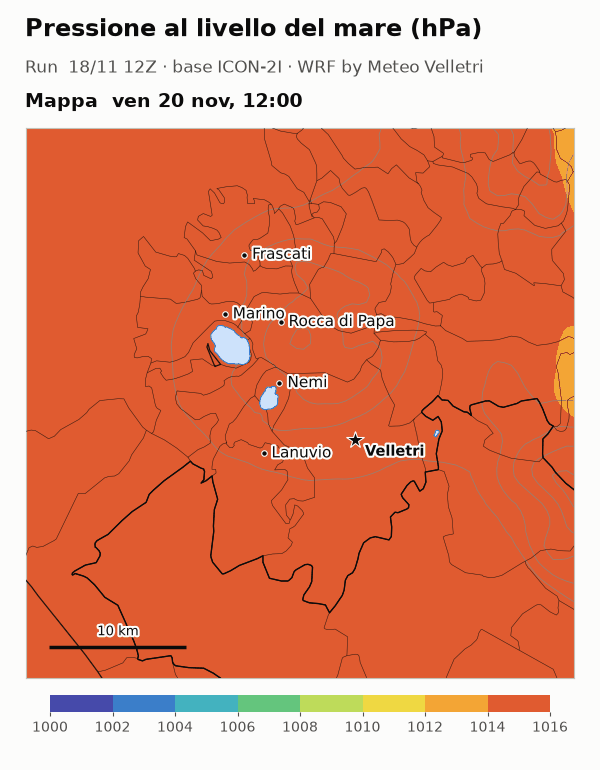 Pressione al livello del mare (hPa)
Run 18/11 12Z · base ICON-2I · WRF by Meteo Velletri
Mappa ven 20 nov, 12:00
Frascati
Marino
Rocca di Papa
Nemi
Velletri
Lanuvio
10 km
1000 1002 1004 1006 1008 1010 1012 1014 1016